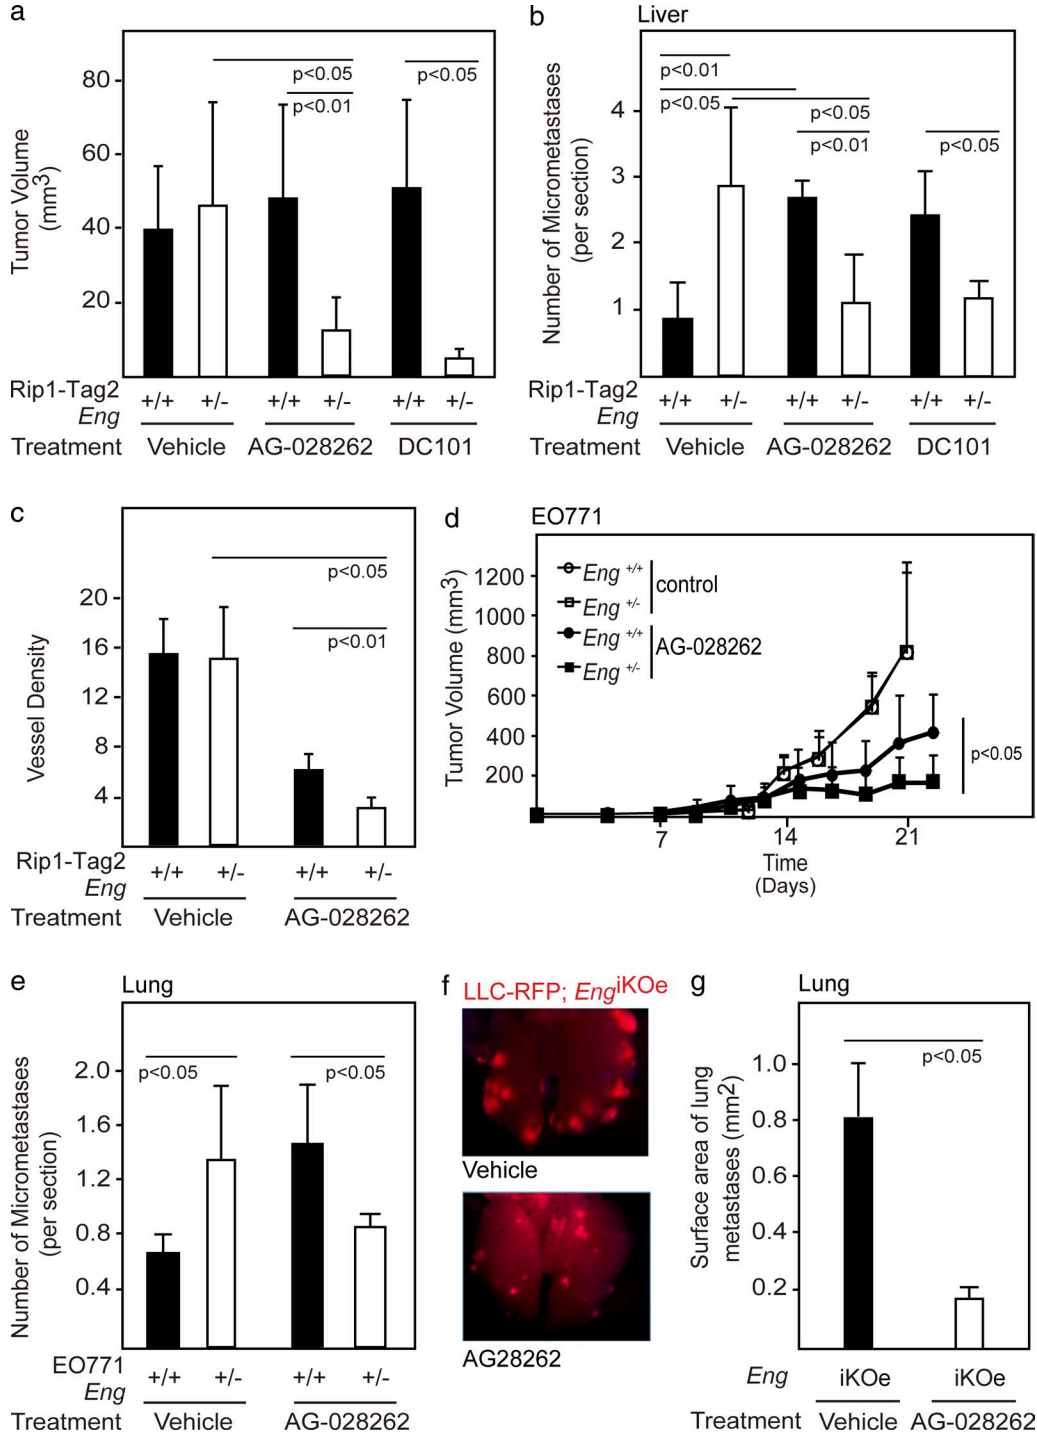 a
Tumor Volume
(mm3)
80
60
40
20
p<0.05
p<0.01
p<0.05
Rip1-Tag2
Eng
+/+ +/- +/+ +/- +/+ +/-
Treatment Vehicle AG-028262 DC101
b Liver
Number of Micrometastases
(per section)
4
3
2
1
p<0.01
p<0.05
p<0.05
p<0.01
p<0.05
Rip1-Tag2
Eng
+/+ +/- +/+ +/- +/+ +/-
Treatment Vehicle AG-028262 DC101
c
Vessel Density
20
16
12
8
4
p<0.05
p<0.01
Rip1-Tag2
Eng
+/+ +/- +/+ +/-
Treatment Vehicle AG-028262
d EO771
Tumor Volume (mm3)
1200
1000
800
600
400
200
Eng +/+
Eng +/-
control
Eng +/+
Eng +/-
AG-028262
p<0.05
7 14 21
Time
(Days)
e Lung
Number of Micrometastases
(per section)
2.0
1.6
1.2
0.8
0.4
p<0.05
p<0.05
EO771
Eng
+/+ +/- +/+ +/-
Treatment Vehicle AG-028262
f LLC-RFP; EngiKOe
Vehicle
AG28262
g Lung
Surface area of lung
metastases (mm2)
1.0
0.8
0.6
0.4
0.2
p<0.05
Eng iKOe iKOe
Treatment Vehicle AG-028262